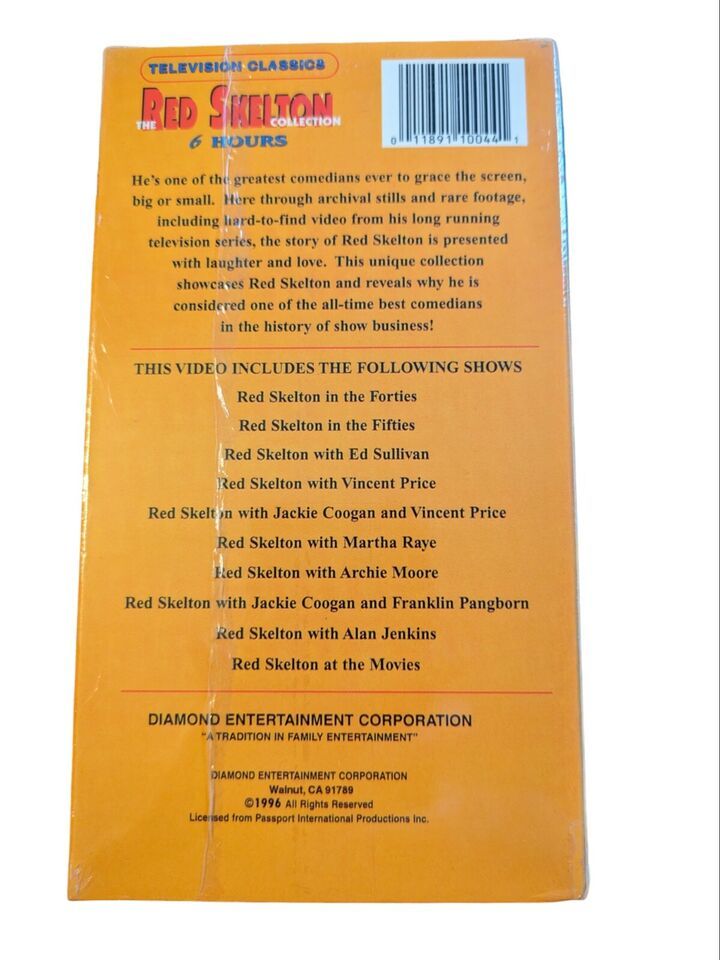 TELEVISION CLASSICS
THE RED SKELTON COLLECTION
6 HOURS
0 11891 10044 1
He's one of the greatest comedians ever to grace the screen,
big or small. Here through archival stills and rare footage,
including hard-to-find video from his long running
television series, the story of Red Skelton is presented
with laughter and love. This unique collection
showcases Red Skelton and reveals why he is
considered one of the all-time best comedians
in the history of show business!
THIS VIDEO INCLUDES THE FOLLOWING SHOWS
Red Skelton in the Forties
Red Skelton in the Fifties
Red Skelton with Ed Sullivan
Red Skelton with Vincent Price
Red Skelton with Jackie Coogan and Vincent Price
Red Skelton with Martha Raye
Red Skelton with Archie Moore
Red Skelton with Jackie Coogan and Franklin Pangborn
Red Skelton with Alan Jenkins
Red Skelton at the Movies
DIAMOND ENTERTAINMENT CORPORATION
"A TRADITION IN FAMILY ENTERTAINMENT"
DIAMOND ENTERTAINMENT CORPORATION
Walnut, CA 91789
©1996 All Rights Reserved
Licensed from Passport International Productions Inc.